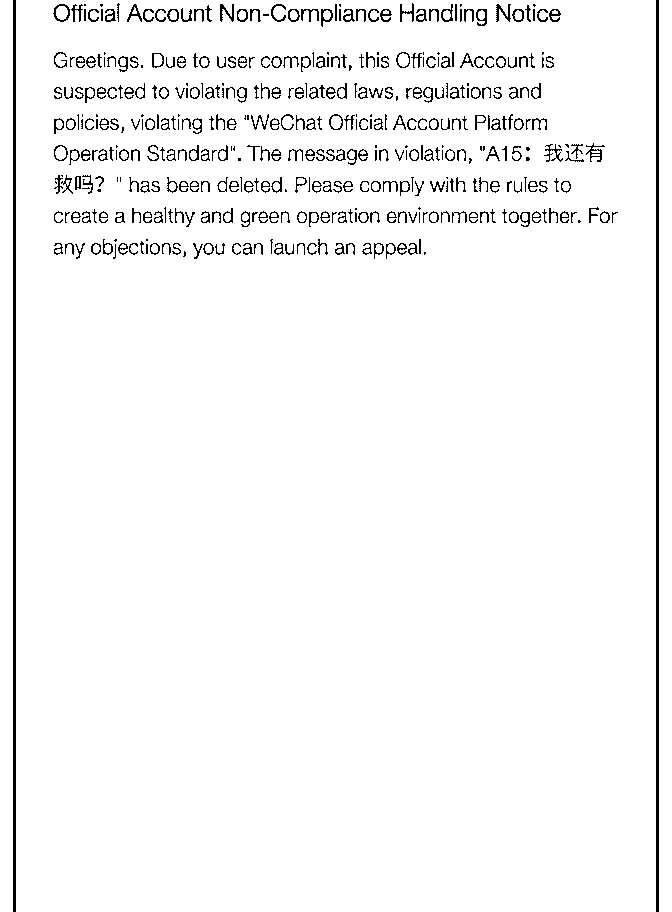 Official Account Non-Compliance Handling Notice
Greetings. Due to user complaint, this Official Account is
suspected to violating the related laws, regulations and
policies, violating the "WeChat Official Account Platform
Operation Standard". The message in violation, "A15：我还有
救吗？" has been deleted. Please comply with the rules to
create a healthy and green operation environment together. For
any objections, you can launch an appeal.